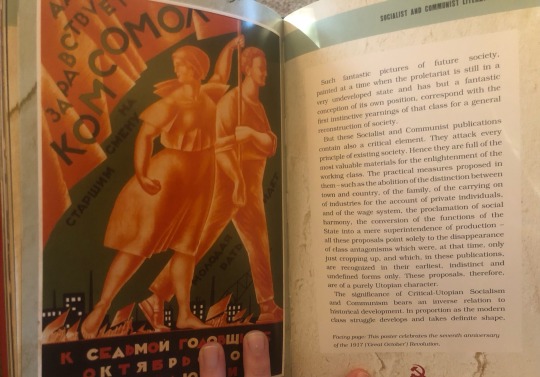 ДА
ЗДРАВСТВУЕТ
КОМСОМОЛ
СТАРШИМ
НА
МОЛОДАЯ РАТЬ
ИДЕТ
К СЕДЬМОЙ
ОКТЯБРЬ
SOCIALIST AND COMMUNIST
Such fantastic pictures of future society,
painted at a time when the proletariat is still in a
very undeveloped state and has but a fantastic
conception of its own position, correspond with the
first instinctive yearnings of that class for a general
reconstruction of society.
But these Socialist and Communist publications
contain also a critical element. They attack every
principle of existing society. Hence they are full of the
most valuable materials for the enlightenment of the
working class. The practical measures proposed in
them – such as the abolition of the distinction between
town and country, of the family, of the carrying on
of industries for the account of private individuals,
and of the wage system, the proclamation of social
harmony, the conversion of the functions of the
State into a mere superintendence of production –
all these proposals point solely to the disappearance
of class antagonisms which were, at that time, only
just cropping up, and which, in these publications,
are recognized in their earliest, indistinct and
undefined forms only. These proposals, therefore,
are of a purely Utopian character.
The significance of Critical-Utopian Socialism
and Communism bears an inverse relation to
historical development. In proportion as the modern
class struggle develops and takes definite shape,
Facing page: This poster celebrates the seventh anniversary
of the 1917 ('Great October') Revolution.